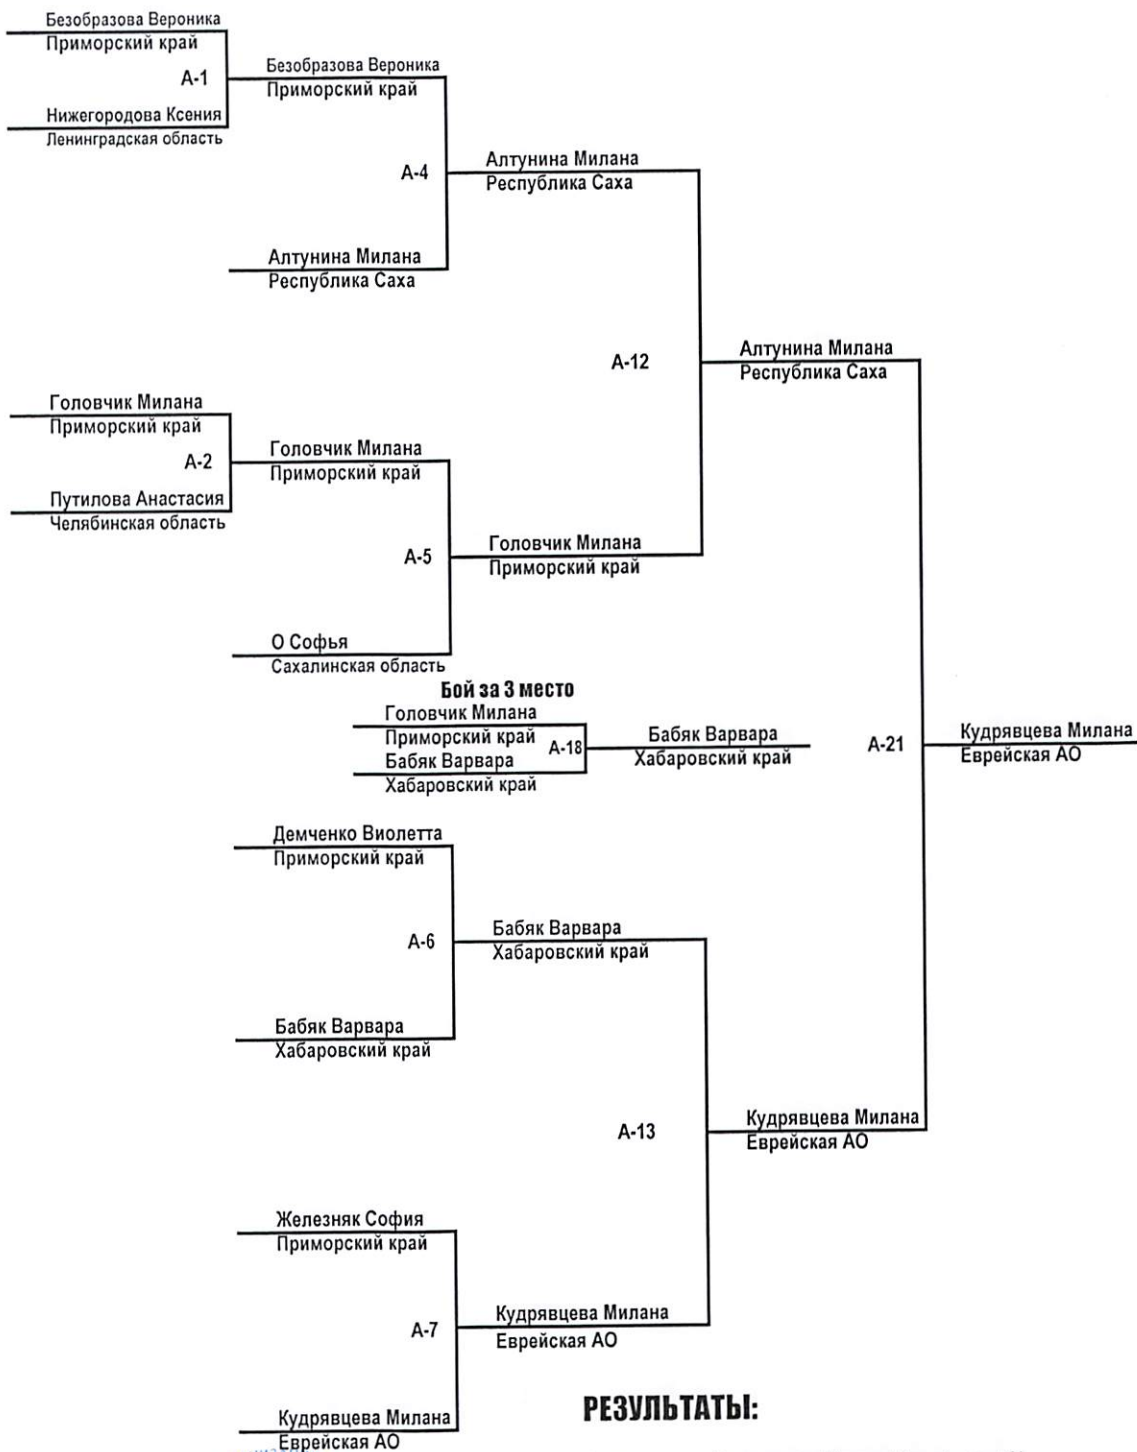 Безобразова Вероника
Приморский край
А-1
Нижегородова Ксения
Ленинградская область
Безобразова Вероника
Приморский край
А-4
Алтунина Милана
Республика Саха
Алтунина Милана
Республика Саха
А-12
Алтунина Милана
Республика Саха
Головчик Милана
Приморский край
А-2
Путилова Анастасия
Челябинская область
Головчик Милана
Приморский край
А-5
Головчик Милана
Приморский край
О Софья
Сахалинская область
Бой за 3 место
Головчик Милана
Приморский край
А-18
Бабяк Варвара
Хабаровский край
Бабяк Варвара
Хабаровский край
А-21
Кудрявцева Милана
Еврейская АО
Демченко Виолетта
Приморский край
А-6
Бабяк Варвара
Хабаровский край
Бабяк Варвара
Хабаровский край
А-13
Кудрявцева Милана
Еврейская АО
Железняк София
Приморский край
А-7
Кудрявцева Милана
Еврейская АО
Кудрявцева Милана
Еврейская АО
РЕЗУЛЬТАТЫ: